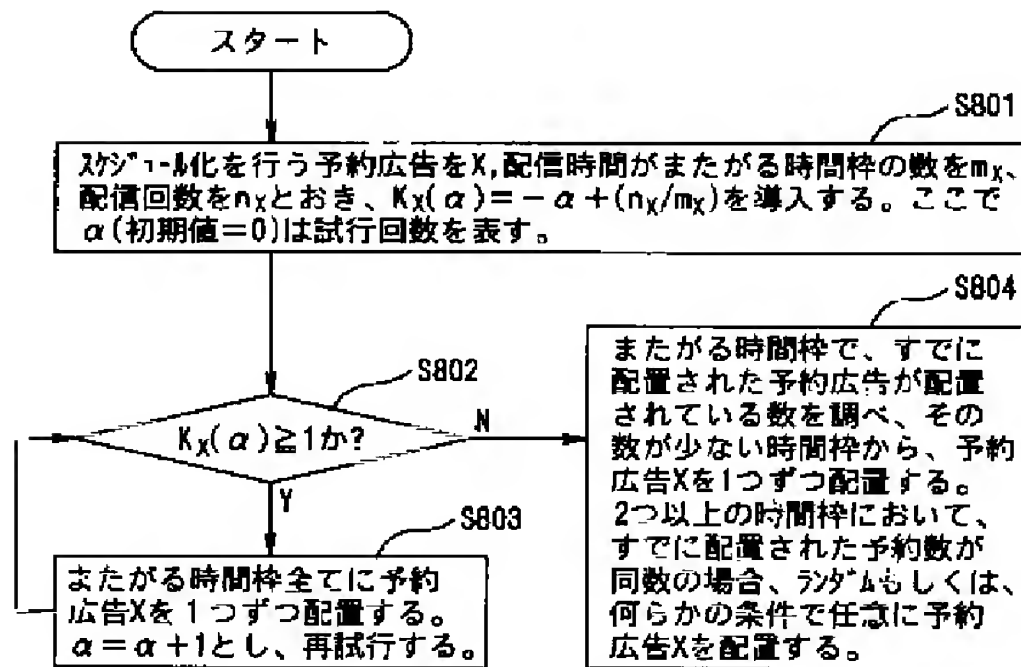 スタート
S801
スケジュール化を行う予約広告をX,配信時間がまたがる時間枠の数をmX、
配信回数をnXとおき、KX(α)=-α+(nX/mX)を導入する。ここで
α(初期値=0)は試行回数を表す。
S802
KX(α)≧1か?
N
Y
S803
またがる時間枠全てに予約
広告Xを1つずつ配置する。
α=α+1とし、再試行する。
S804
またがる時間枠で、すでに
配置された予約広告が配置
されている数を調べ、その
数が少ない時間枠から、予約
広告Xを1つずつ配置する。
2つ以上の時間枠において、
すでに配置された予約数が
同数の場合、ランダムもしくは、
何らかの条件で任意に予約
広告Xを配置する。